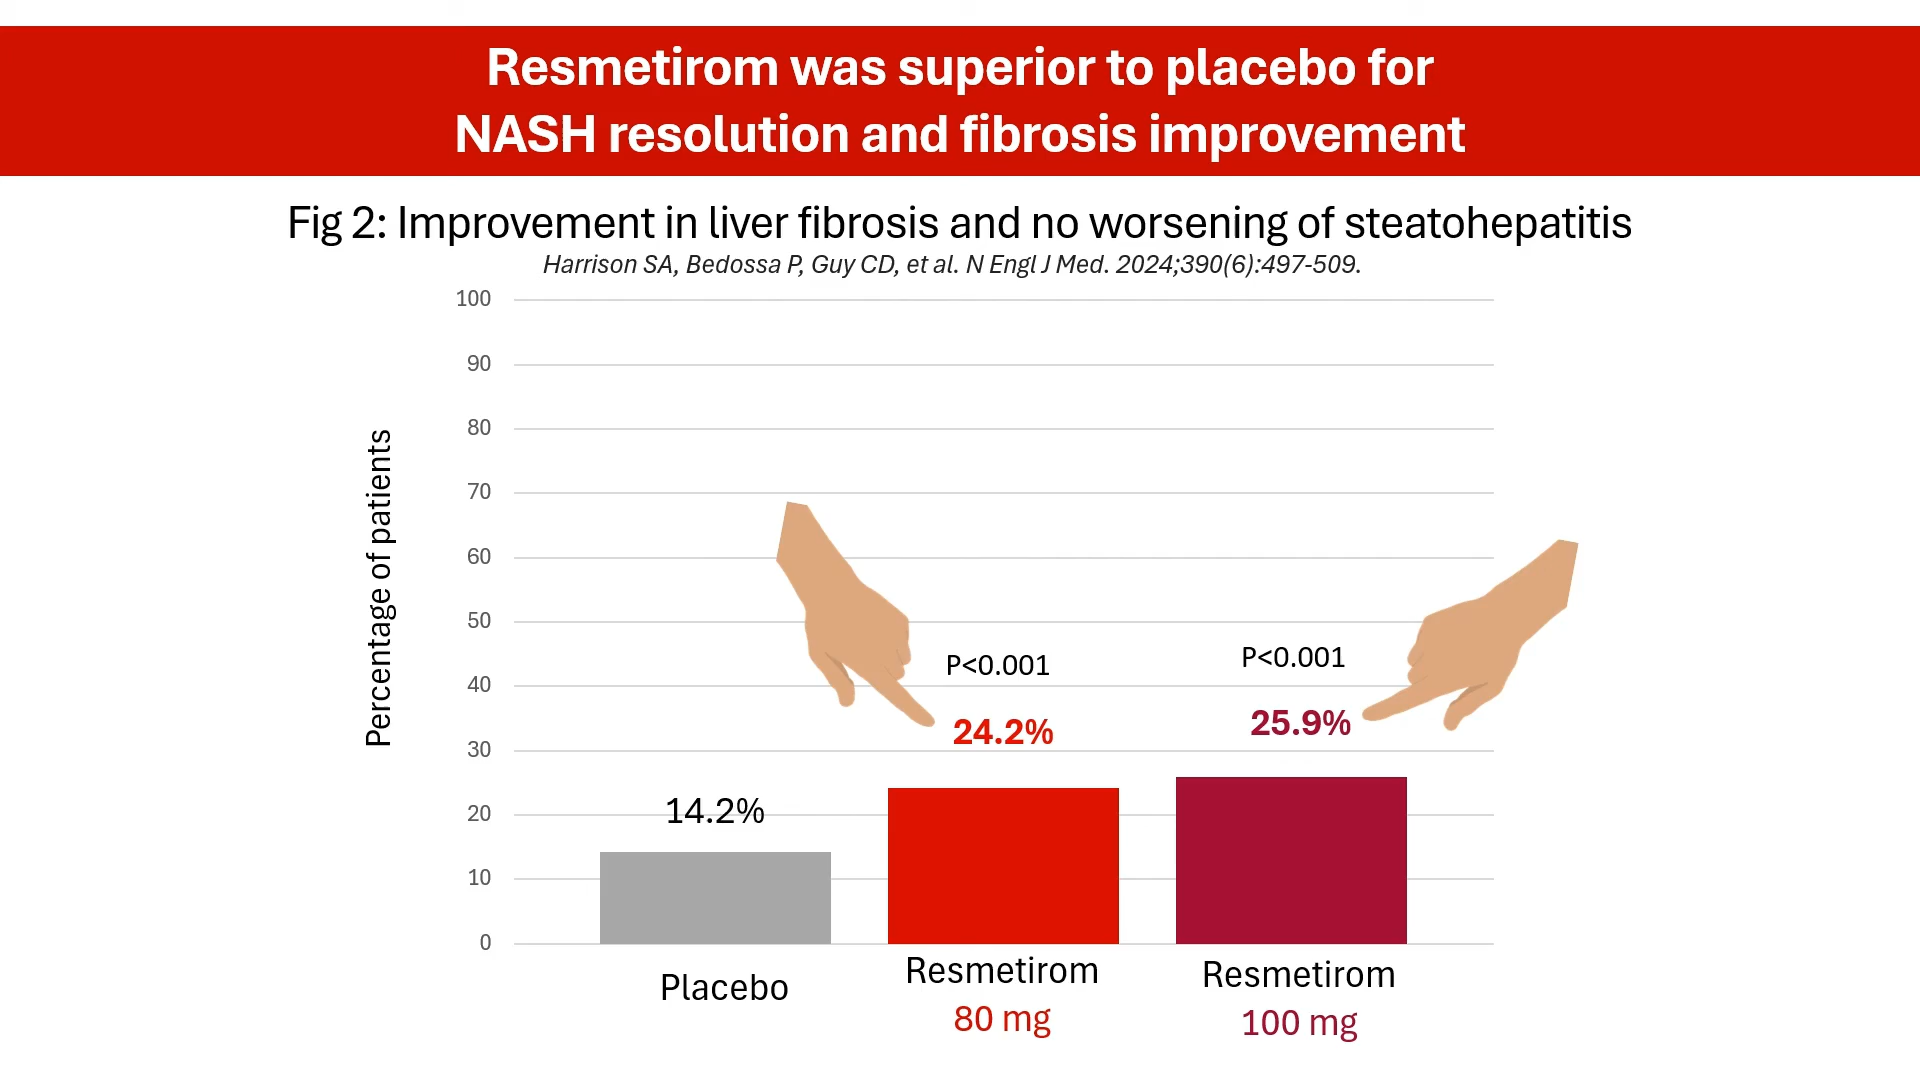 Resmetirom was superior to placebo for
NASH resolution and fibrosis improvement
Fig 2: Improvement in liver fibrosis and no worsening of steatohepatitis
Harrison SA, Bedossa P, Guy CD, et al. N Engl J Med. 2024;390(6):497-509.
Percentage of patients
100
90
80
70
60
50
40
30
20
10
0
P<0.001
P<0.001
24.2%
25.9%
14.2%
Placebo
Resmetirom
80 mg
Resmetirom
100 mg